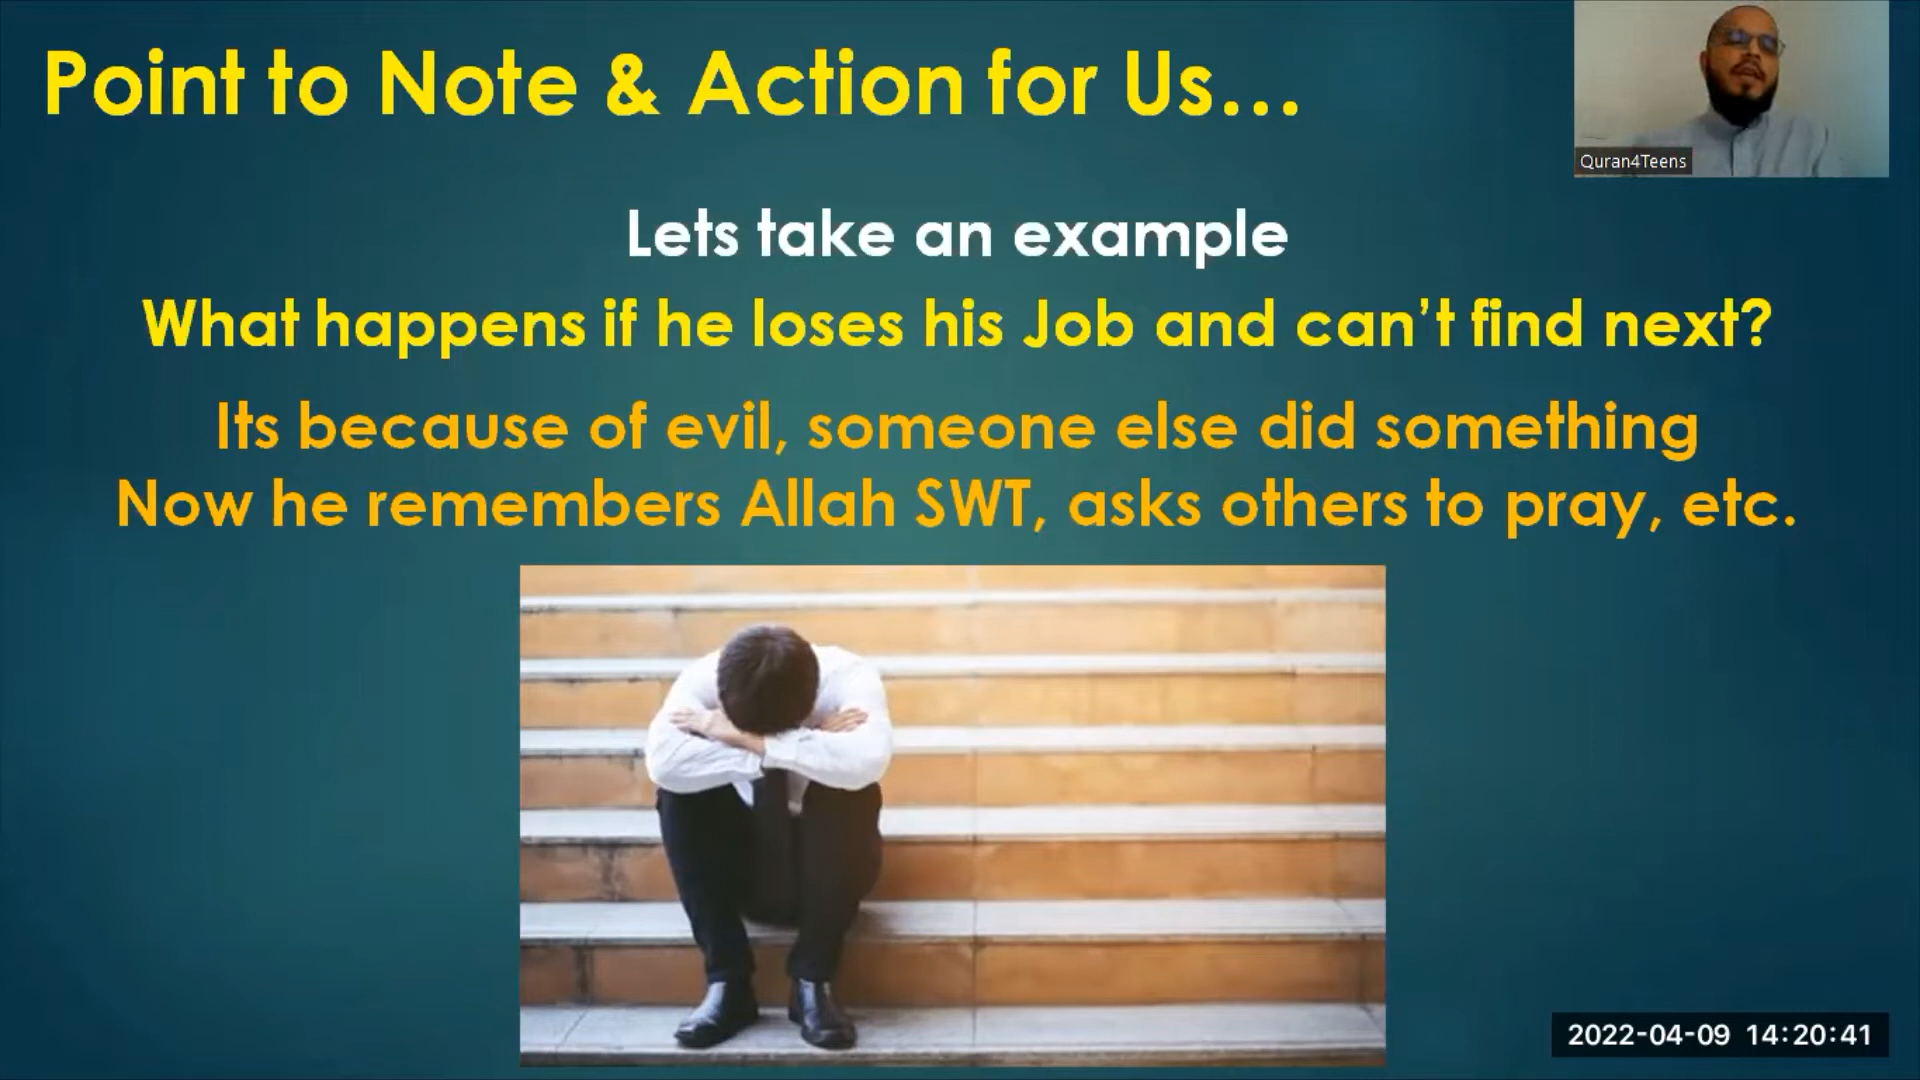 Point to Note & Action for Us...
Quran4Teens
Lets take an example
What happens if he loses his Job and can’t find next?
Its because of evil, someone else did something
Now he remembers Allah SWT, asks others to pray, etc.
2022-04-09 14:20:41